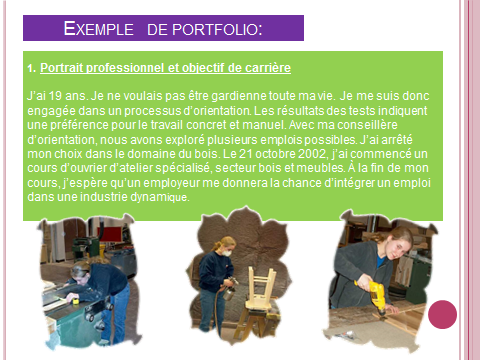 EXEMPLE DE PORTFOLIO:
1. Portrait professionnel et objectif de carrière
J'ai 19 ans. Je ne voulais pas être gardienne toute ma vie. Je me suis donc
engagée dans un processus d'orientation. Les résultats des tests indiquent
une préférence pour le travail concret et manuel. Avec ma conseillère
d'orientation, nous avons exploré plusieurs emplois possibles. J'ai arrêté
mon choix dans le domaine du bois. Le 21 octobre 2002, j'ai commencé un
cours d'ouvrier d'atelier spécialisé, secteur bois et meubles. À la fin de mon
cours, j'espère qu'un employeur me donnera la chance d'intégrer un emploi
dans une industrie dynamique.